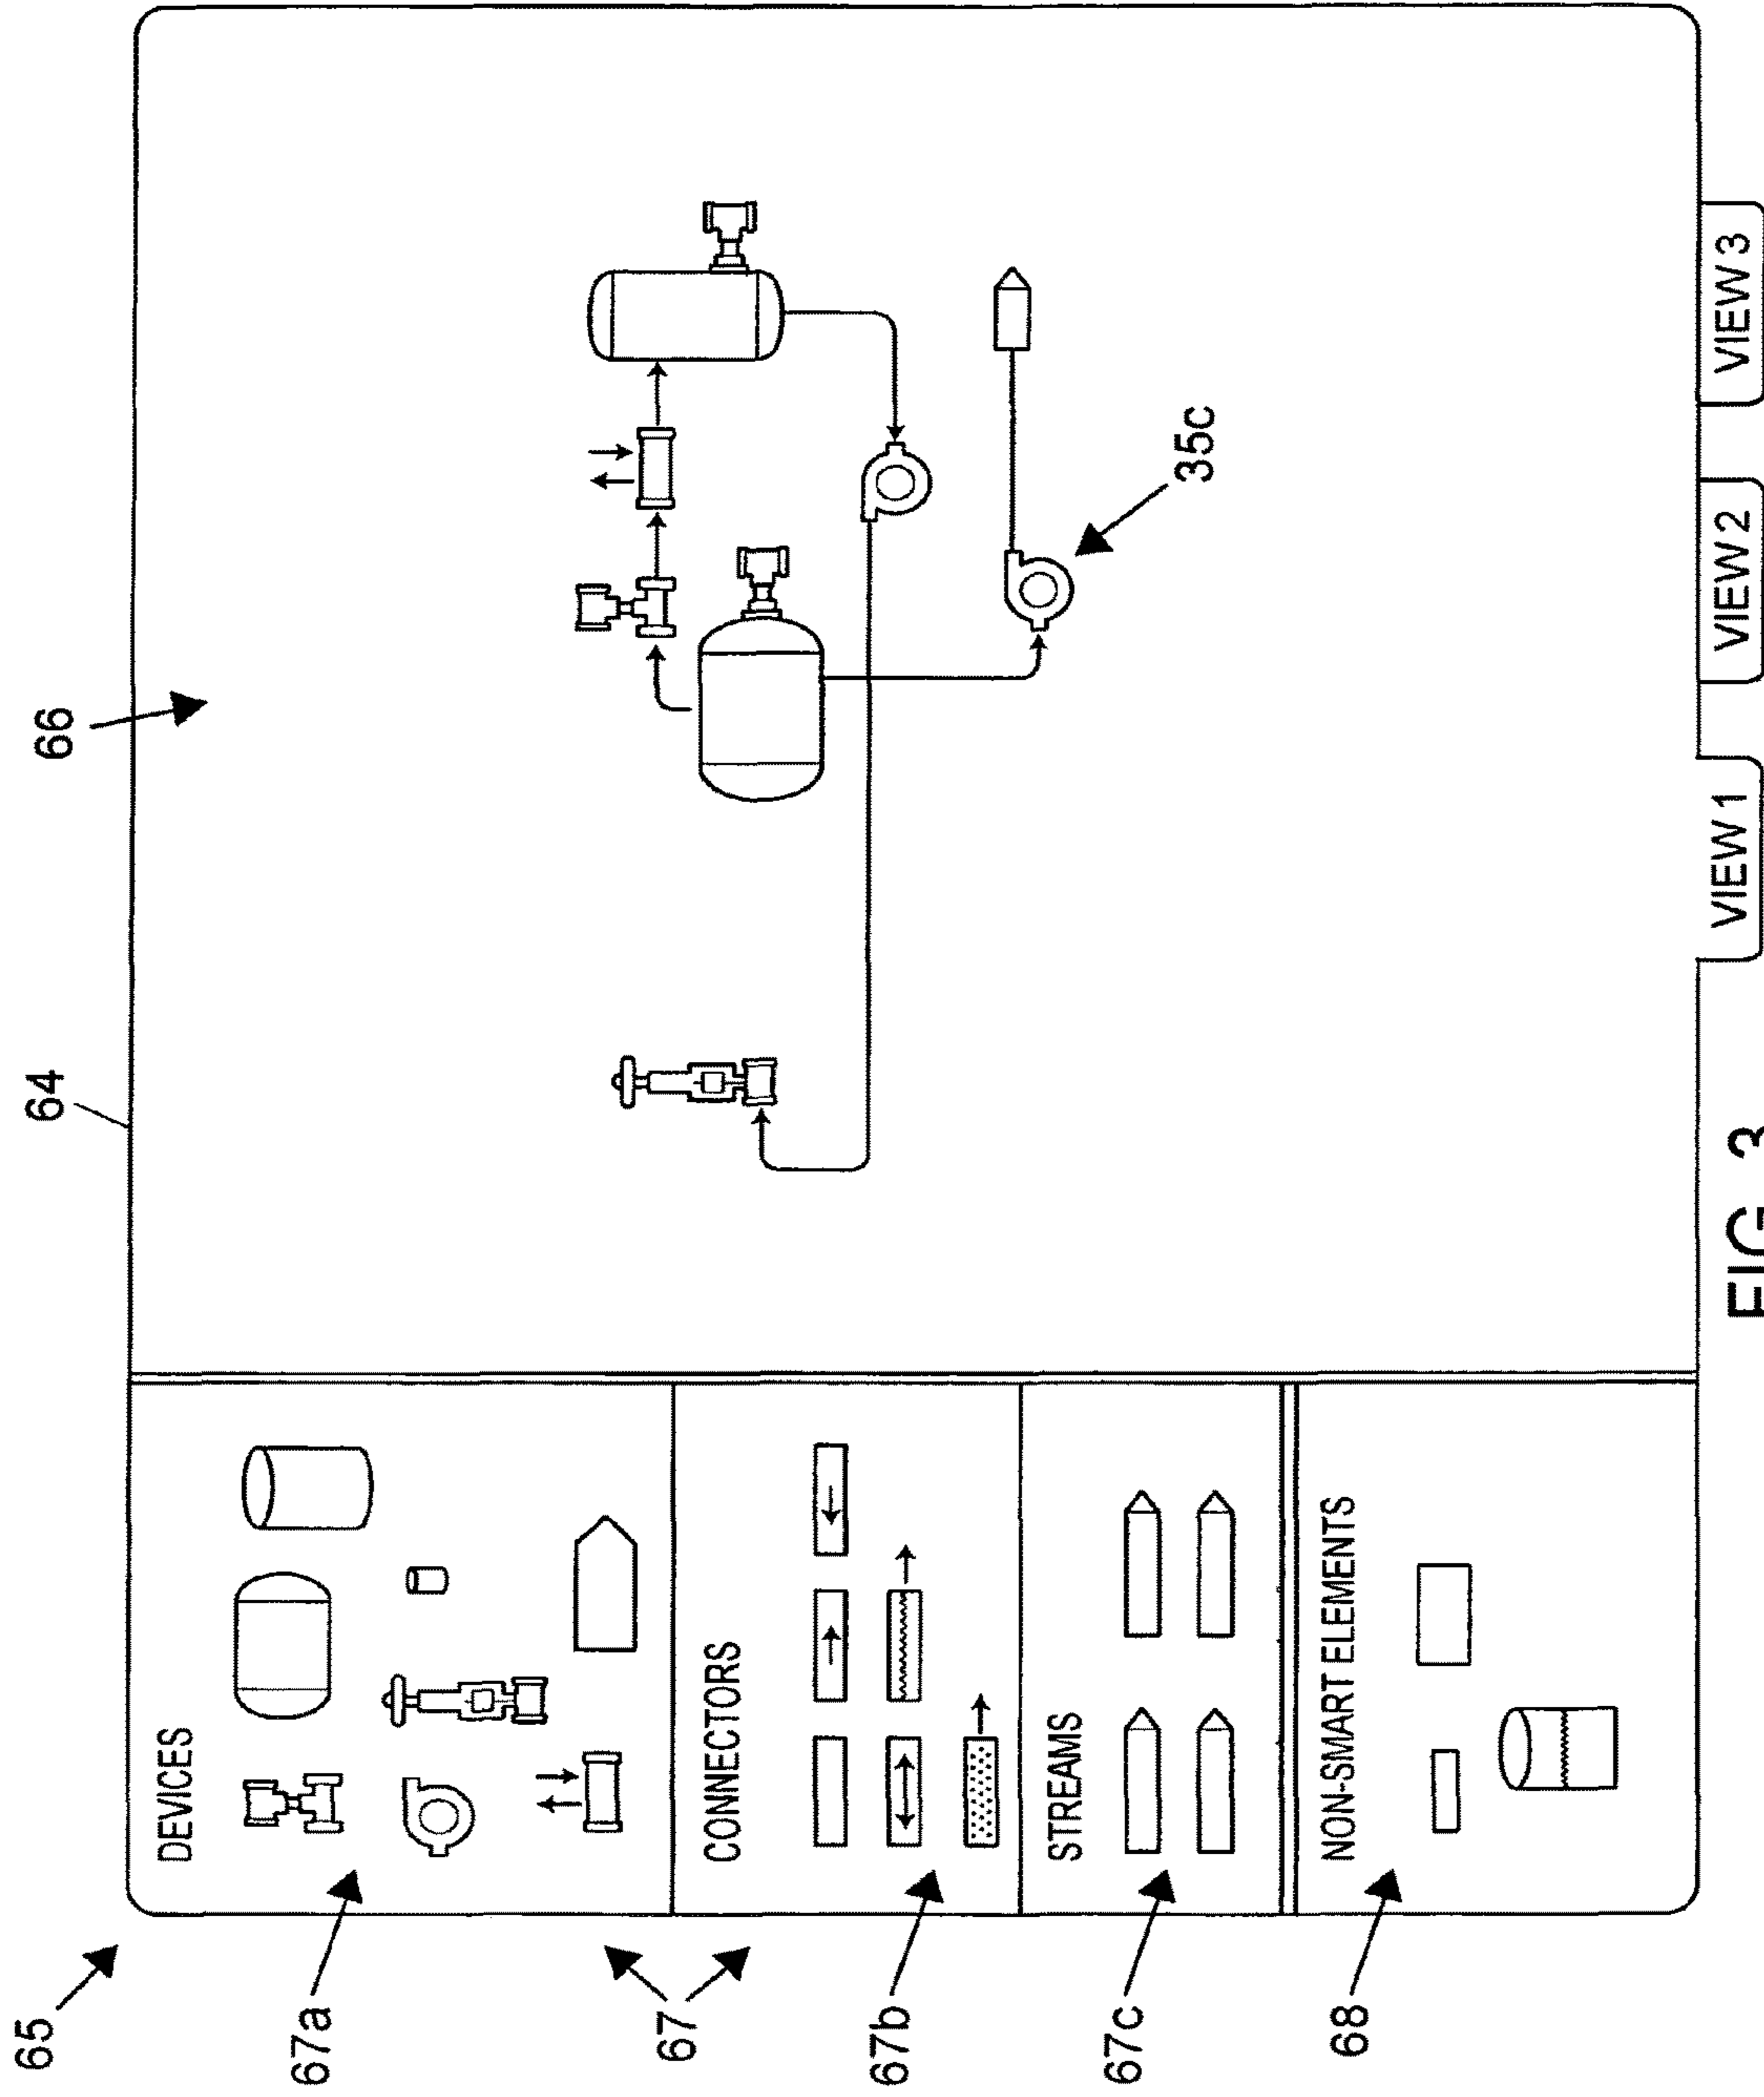 65
64
66
67a
DEVICES
67
CONNECTORS
67b
STREAMS
67c
NON-SMART ELEMENTS
68
35c
VIEW 1
VIEW 2
VIEW 3
FIG. 3